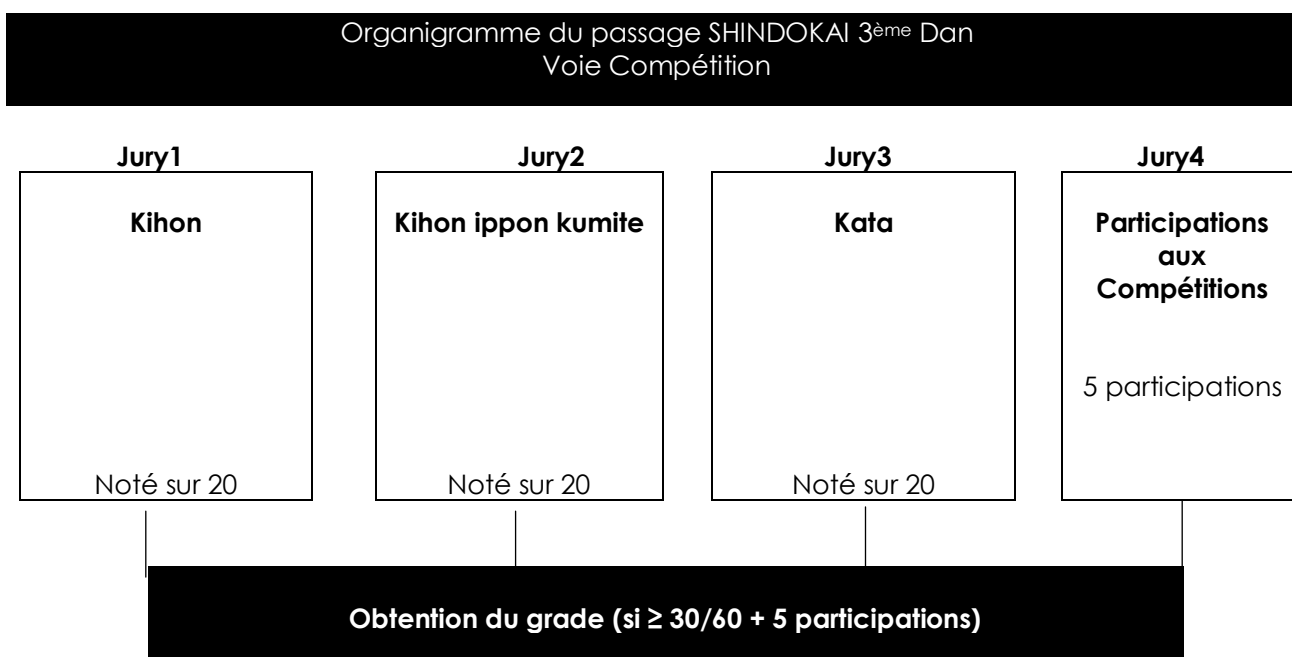 Organigramme du passage SHINDOKAI 3ème Dan
Voie Compétition
Jury1
Jury2
Jury3
Jury4
Kihon
Noté sur 20
Kihon ippon kumite
Noté sur 20
Kata
Noté sur 20
Participations
aux
Compétitions
5 participations
Obtention du grade (si ≥ 30/60 + 5 participations)